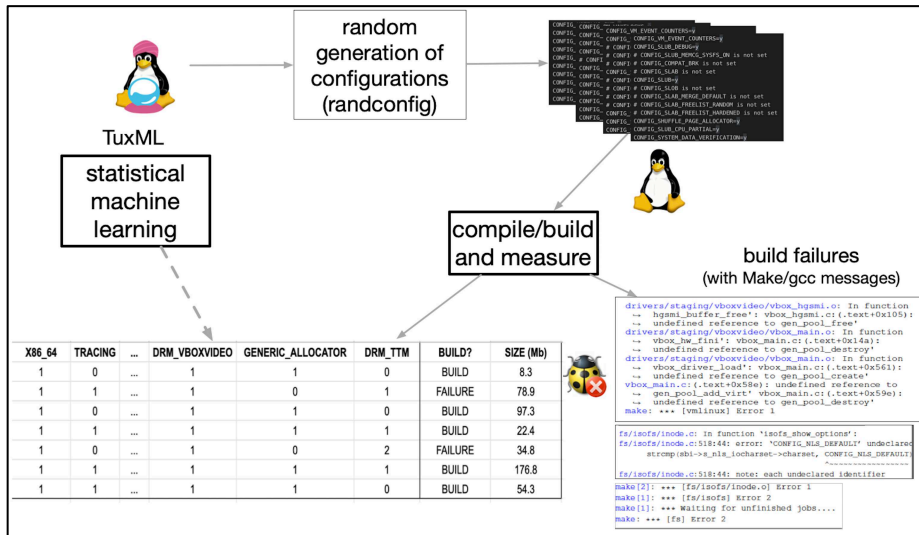 random
generation of
configurations
(randconfig)
TuxML
statistical
machine
learning
CONFIG_VM_EVENT_COUNTERS=y
CONFIG_VM_EVENT_COUNTERS=y
# CONFI CONFIG_SLUB_DEBUG=y
# CONFIG_SLUB_MEMCG_SYSFS_ON is not set
# CONFIG_COMPAT_BRK is not set
# CONFIG_SLAB is not set
CONFIG_SLUB=y
# CONFIG_SLOB is not set
# CONFIG_SLAB_MERGE_DEFAULT is not set
# CONFIG_SLAB_FREELIST_RANDOM is not set
# CONFIG_SLAB_FREELIST_HARDENED is not set
CONFIG_SHUFFLE_PAGE_ALLOCATOR=y
CONFIG_SLUB_CPU_PARTIAL=y
CONFIG_SYSTEM_DATA_VERIFICATION=y
compile/build
and measure
build failures
(with Make/gcc messages)
drivers/staging/vboxvideo/vbox_hgsmi.o: In function
hgsmi_buffer_free': vbox_hgsmi.c:(.text+0x105):
undefined reference to gen_pool_free'
drivers/staging/vboxvideo/vbox_main.o: In function
vbox_hw_fini': vbox_main.c:(.text+0x14a):
undefined reference to gen_pool_destroy'
drivers/staging/vboxvideo/vbox_main.o: In function
vbox_driver_load': vbox_main.c:(.text+0x561):
undefined reference to gen_pool_create'
vbox_main.c:(.text+0x58e): undefined reference to
gen_pool_add_virt' vbox_main.c:(.text+0x59e):
undefined reference to gen_pool_destroy'
make: *** [vmlinux] Error 1
fs/isofs/inode.c: In function 'isofs_show_options':
fs/isofs/inode.c:518:44: error: 'CONFIG_NLS_DEFAULT' undeclared
strcmp(sbi->s_nls_iocharset->charset, CONFIG_NLS_DEFAULT)
^~~~~~~~~~~~~~~~~~
fs/isofs/inode.c:518:44: note: each undeclared identifier
make[2]: *** [fs/isofs/inode.o] Error 1
make[1]: *** [fs/isofs] Error 2
make[1]: *** Waiting for unfinished jobs....
make: *** [fs] Error 2
X86_64 TRACING ... DRM_VBOXVIDEO GENERIC_ALLOCATOR DRM_TTM BUILD? SIZE (Mb)
1 0 ... 1 1 0 BUILD 8.3
1 1 ... 1 0 1 FAILURE 78.9
1 0 ... 1 1 0 BUILD 97.3
1 1 ... 1 1 1 BUILD 22.4
1 0 ... 1 0 2 FAILURE 34.8
1 1 ... 1 1 1 BUILD 176.8
1 1 ... 1 1 0 BUILD 54.3